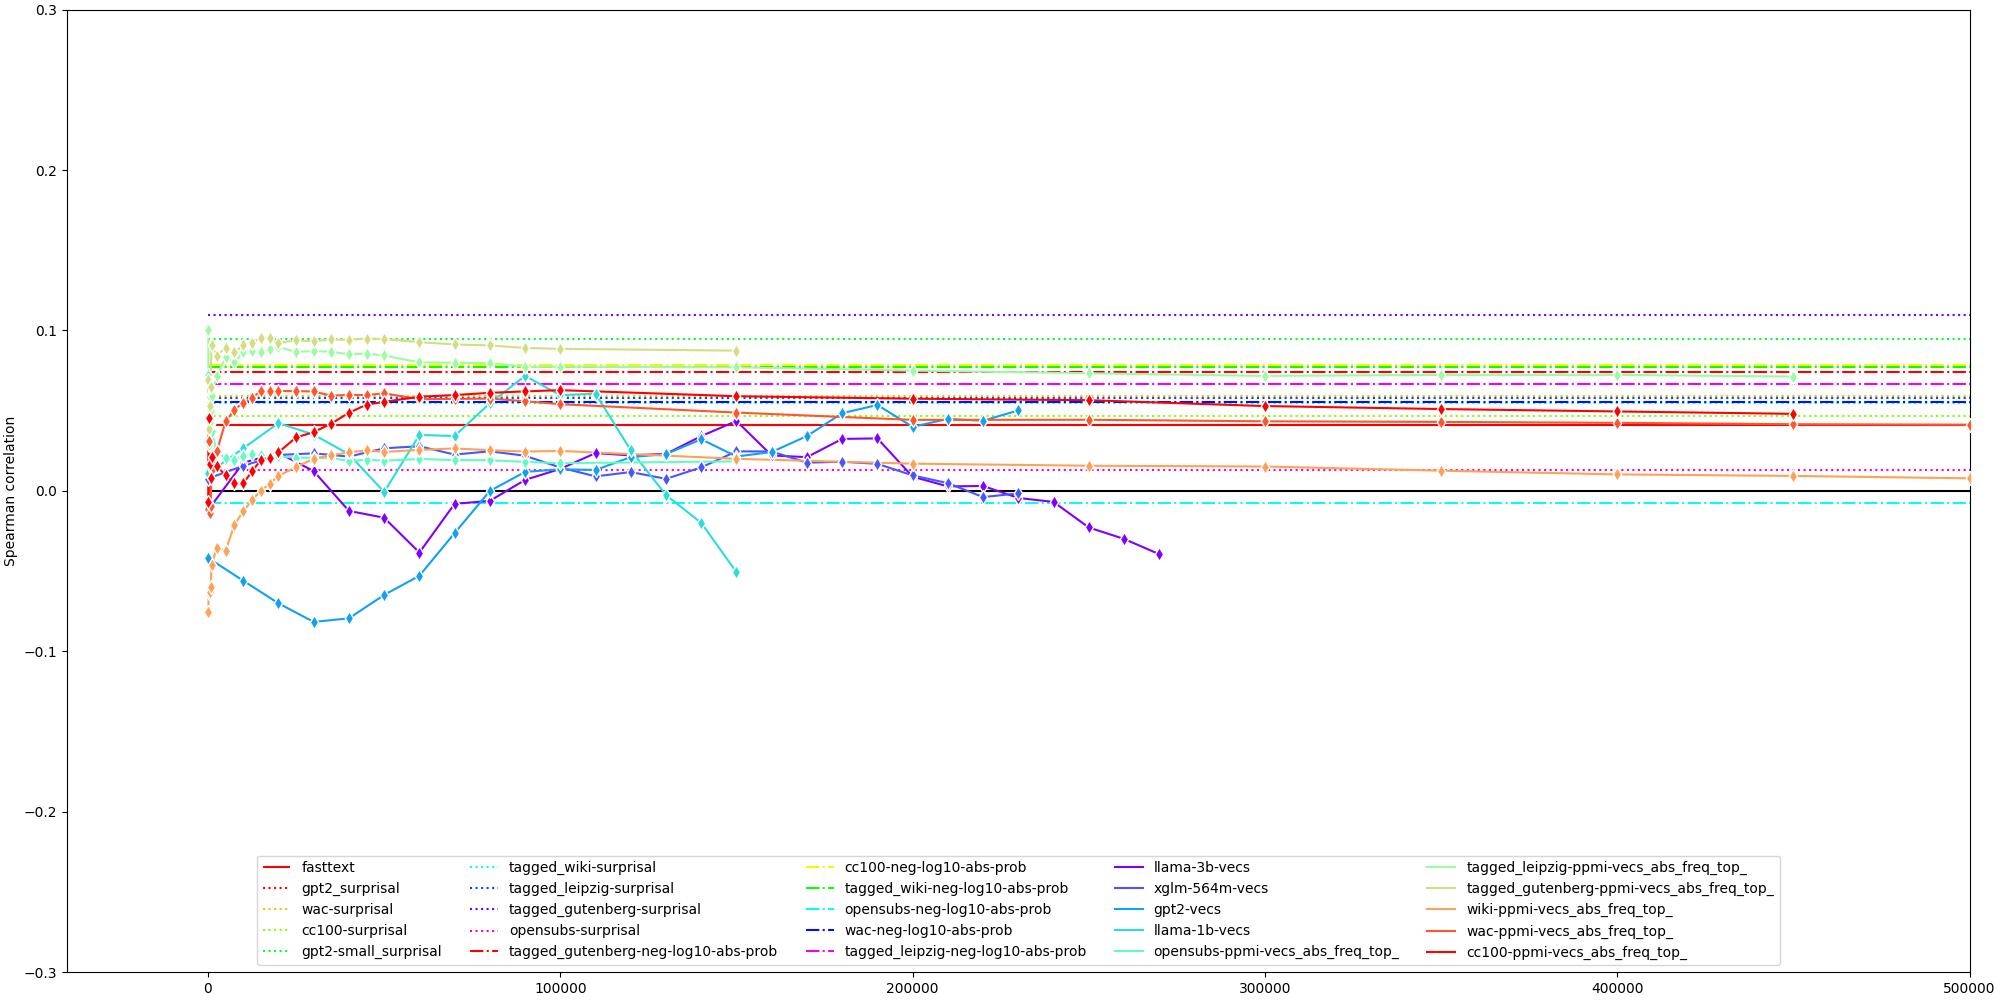 0.3
0.2
0.1
0.0
−0.1
−0.2
−0.3
Spearman correlation
fasttext
gpt2_surprisal
wac-surprisal
cc100-surprisal
gpt2-small_surprisal
tagged_wiki-surprisal
tagged_leipzig-surprisal
tagged_gutenberg-surprisal
opensubs-surprisal
tagged_gutenberg-neg-log10-abs-prob
cc100-neg-log10-abs-prob
tagged_wiki-neg-log10-abs-prob
opensubs-neg-log10-abs-prob
wac-neg-log10-abs-prob
tagged_leipzig-neg-log10-abs-prob
llama-3b-vecs
xglm-564m-vecs
gpt2-vecs
llama-1b-vecs
opensubs-ppmi-vecs_abs_freq_top_
tagged_leipzig-ppmi-vecs_abs_freq_top_
tagged_gutenberg-ppmi-vecs_abs_freq_top_
wiki-ppmi-vecs_abs_freq_top_
wac-ppmi-vecs_abs_freq_top_
cc100-ppmi-vecs_abs_freq_top_
0 100000 200000 300000 400000 500000